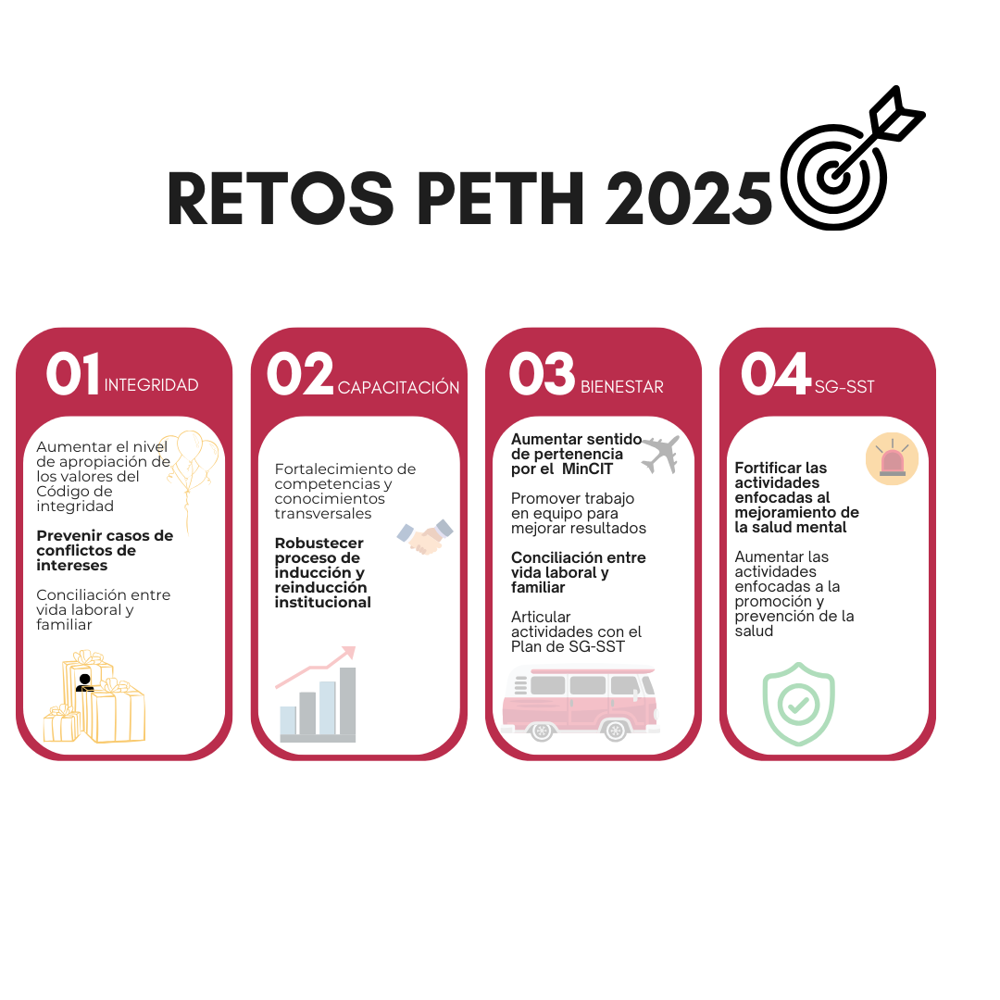 RETOS PETH 2025
01 INTEGRIDAD
Aumentar el nivel
de apropiación de
los valores del
Código de
integridad
Prevenir casos de
conflictos de
intereses
Conciliación entre
vida laboral y
familiar
02 CAPACITACIÓN
Fortalecimiento de
competencias y
conocimientos
transversales
Robustecer
proceso de
inducción y
reinducción
institucional
03 BIENESTAR
Aumentar sentido
de pertenencia
por el  MinCIT
Promover trabajo
en equipo para
mejorar resultados
Conciliación entre
vida laboral y
familiar
Articular
actividades con el
Plan de SG-SST
04 SG-SST
Fortificar las
actividades
enfocadas al
mejoramiento de
la salud mental
Aumentar las
actividades
enfocadas a la
promoción y
prevención de la
salud